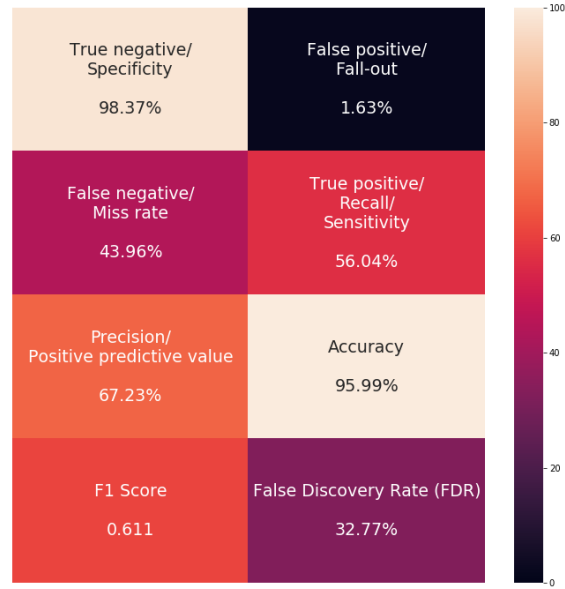 True negative/
Specificity
98.37%
False positive/
Fall-out
1.63%
False negative/
Miss rate
43.96%
True positive/
Recall/
Sensitivity
56.04%
Precision/
Positive predictive value
67.23%
Accuracy
95.99%
F1 Score
0.611
False Discovery Rate (FDR)
32.77%
100
80
60
40
20
0